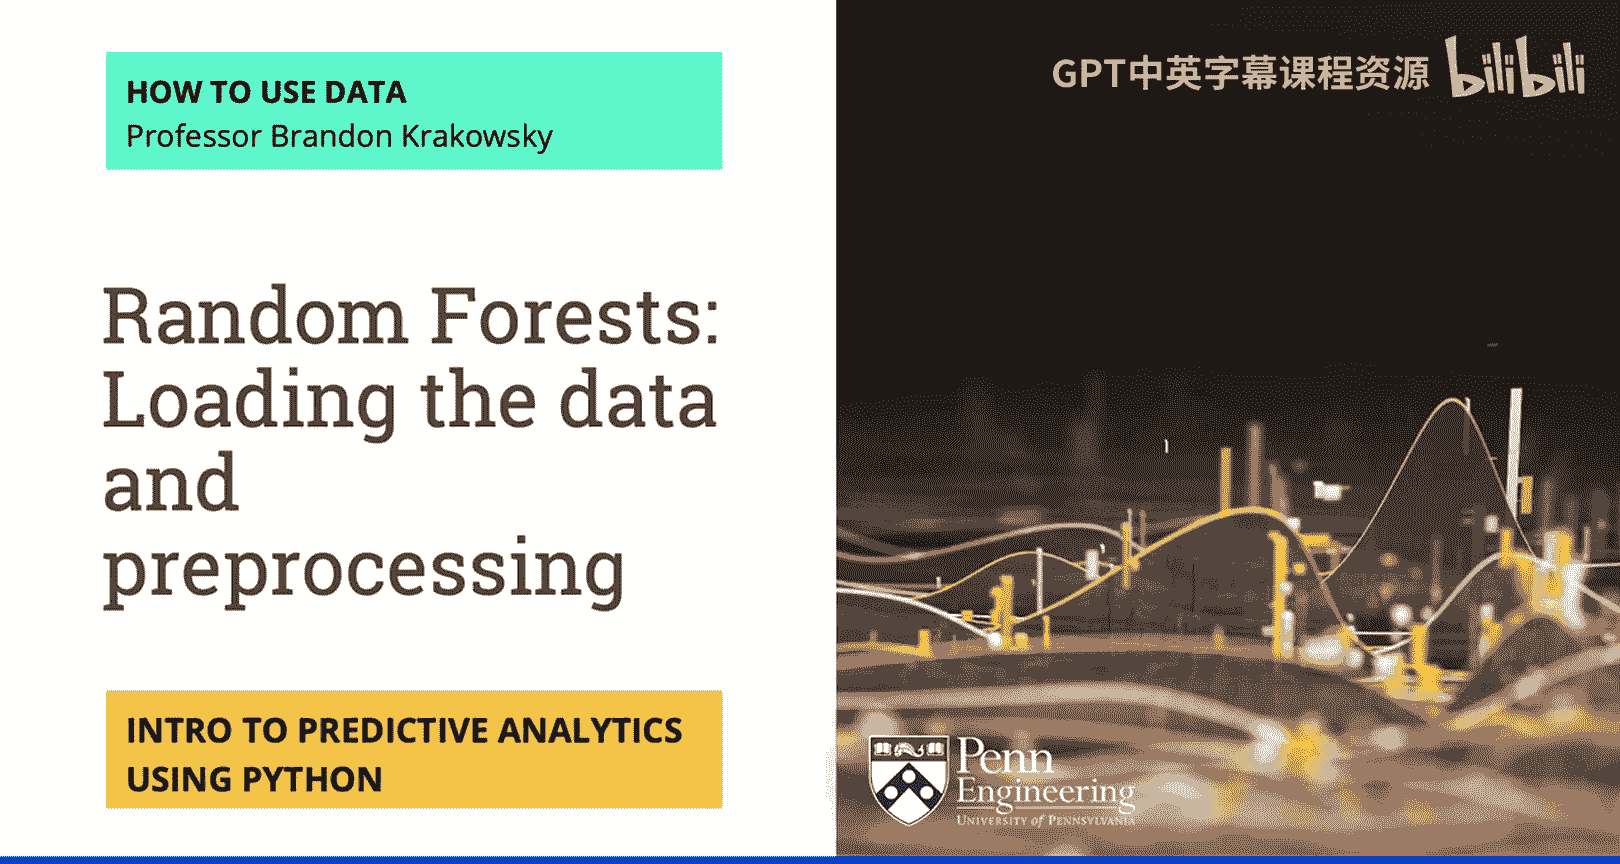 HOW TO USE DATA
Professor Brandon Krakowsky
Random Forests:
Loading the data
and
preprocessing
INTRO TO PREDICTIVE ANALYTICS
USING PYTHON
GPT中英字幕课程资源 bilibili
Penn
Engineering
UNIVERSITY of PENNSYLVANIA